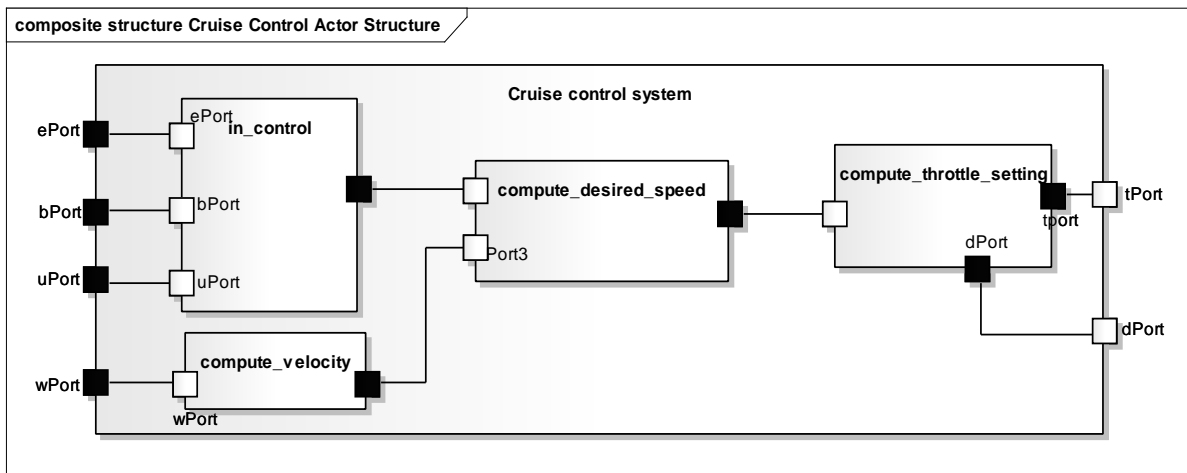 composite structure Cruise Control Actor Structure
Cruise control system
ePort
ePort
in_control
bPort
bPort
uPort
uPort
compute_desired_speed
Port3
compute_throttle_setting
tPort
tport
dPort
dPort
compute_velocity
wPort
wPort